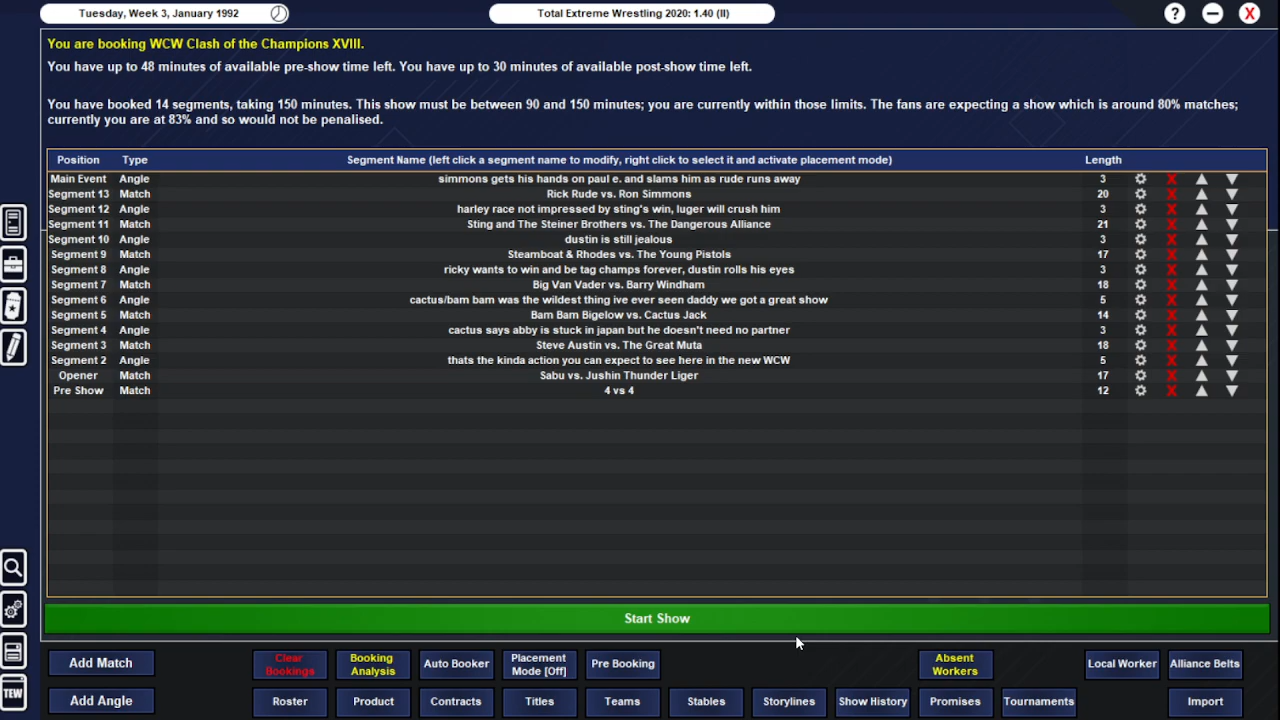 Tuesday, Week 3, January 1992
Total Extreme Wrestling 2020: 1.40 (II)
?
X
You are booking WCW Clash of the Champions XVIII.
You have up to 48 minutes of available pre-show time left. You have up to 30 minutes of available post-show time left.
You have booked 14 segments, taking 150 minutes. This show must be between 90 and 150 minutes; you are currently within those limits. The fans are expecting a show which is around 80% matches;
currently you are at 83% and so would not be penalised.
Position Type Segment Name (left click a segment name to modify, right click to select it and activate placement mode) Length
Main Event Angle simmons gets his hands on paul e. and slams him as rude runs away 3 X
Segment 13 Match Rick Rude vs. Ron Simmons 20 X
Segment 12 Angle harley race not impressed by sting's win, luger will crush him 3 X
Segment 11 Match Sting and The Steiner Brothers vs. The Dangerous Alliance 21 X
Segment 10 Angle dustin is still jealous 3 X
Segment 9 Match Steamboat & Rhodes vs. The Young Pistols 17 X
Segment 8 Angle ricky wants to win and be tag champs forever, dustin rolls his eyes 3 X
Segment 7 Match Big Van Vader vs. Barry Windham 18 X
Segment 6 Angle cactus/bam bam was the wildest thing ive ever seen daddy we got a great show 5 X
Segment 5 Match Bam Bam Bigelow vs. Cactus Jack 14 X
Segment 4 Angle cactus says abby is stuck in japan but he doesn't need no partner 3 X
Segment 3 Match Steve Austin vs. The Great Muta 18 X
Segment 2 Angle thats the kinda action you can expect to see here in the new WCW 5 X
Opener Match Sabu vs. Jushin Thunder Liger 17 X
Pre Show Match 4 vs 4 12 X
Start Show
Add Match Clear Bookings Booking Analysis Auto Booker Placement Mode [Off] Pre Booking Absent Workers Local Worker Alliance Belts
TEW
Add Angle Roster Product Contracts Titles Teams Stables Storylines Show History Promises Tournaments Import